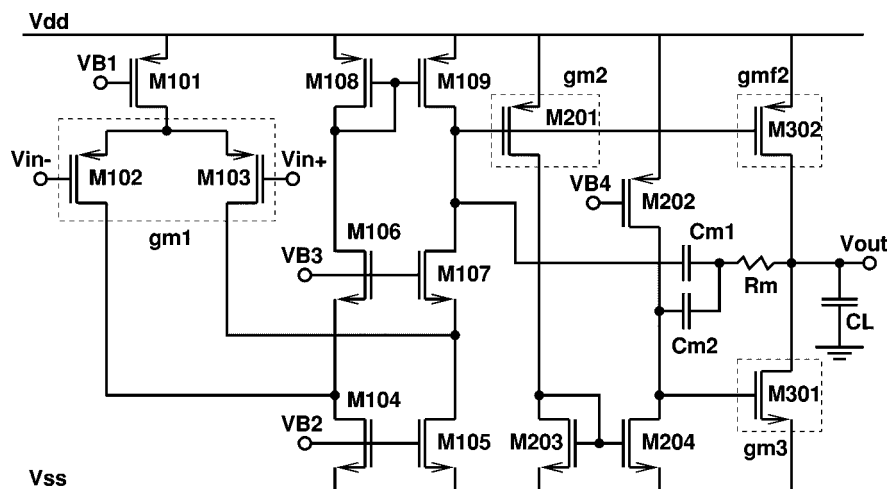 Vdd
VB1
M101
M108
M109
gm2
gmf2
M201
M302
Vin-
M102
M103
Vin+
gm1
VB4
M202
M106
VB3
M107
Cm1
Rm
Vout
Cm2
CL
M104
VB2
M105
M203
M204
M301
gm3
Vss